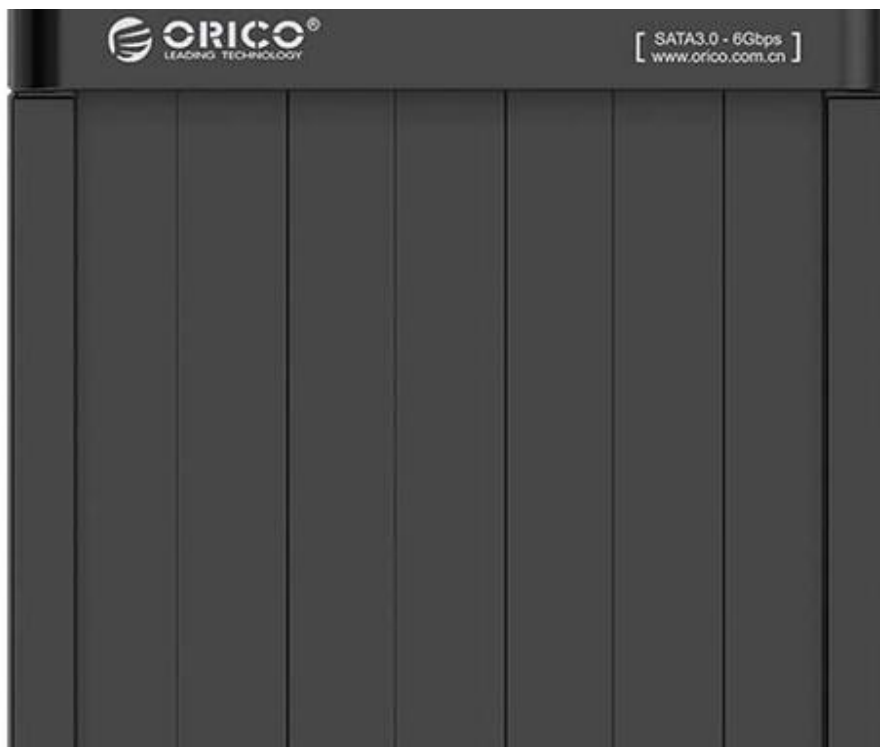 ORICO®
LEADING TECHNOLOGY
[ SATA3.0 - 6Gbps
www.orico.com.cn ]